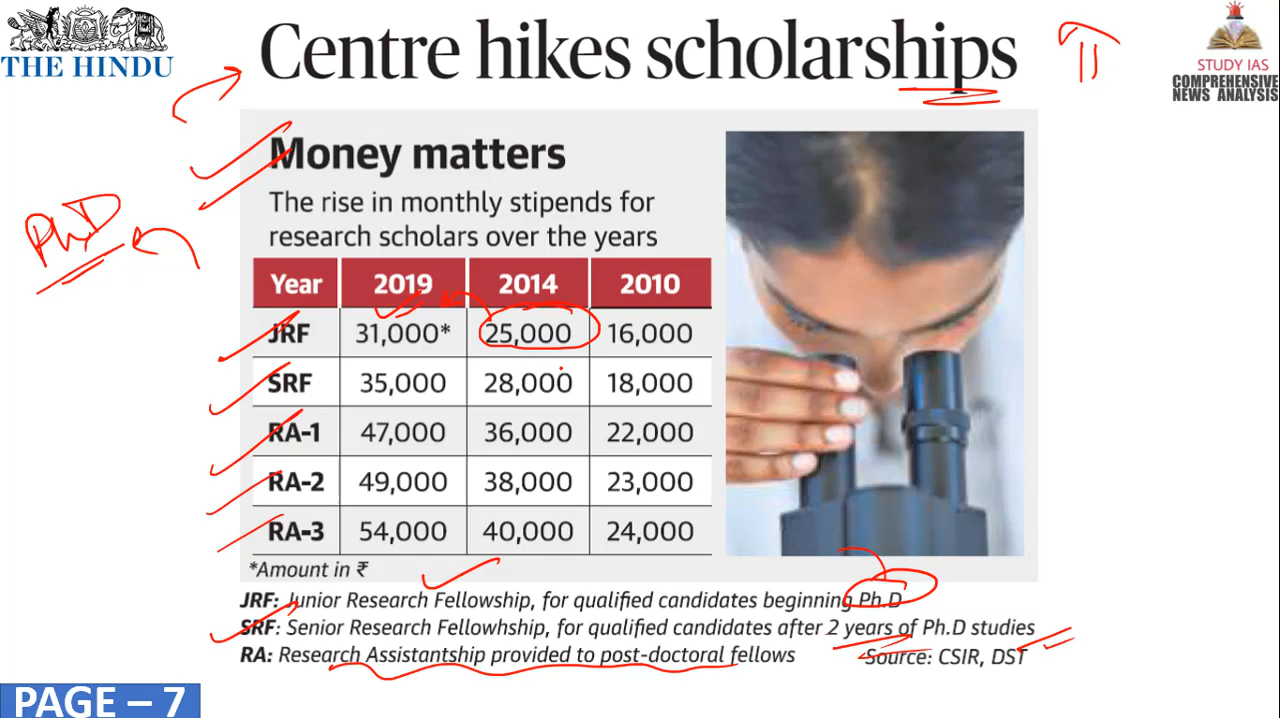 THE HINDU
Centre hikes scholarships
STUDY IAS
COMPREHENSIVE
NEWS ANALYSIS
Money matters
The rise in monthly stipends for
research scholars over the years
Ph.D
Year 2019 2014 2010
JRF 31,000* 25,000 16,000
SRF 35,000 28,000 18,000
RA-1 47,000 36,000 22,000
RA-2 49,000 38,000 23,000
RA-3 54,000 40,000 24,000
*Amount in ₹
JRF: Junior Research Fellowship, for qualified candidates beginning Ph.D
SRF: Senior Research Fellowhship, for qualified candidates after 2 years of Ph.D studies
RA: Research Assistantship provided to post-doctoral fellows
Source: CSIR, DST
PAGE – 7